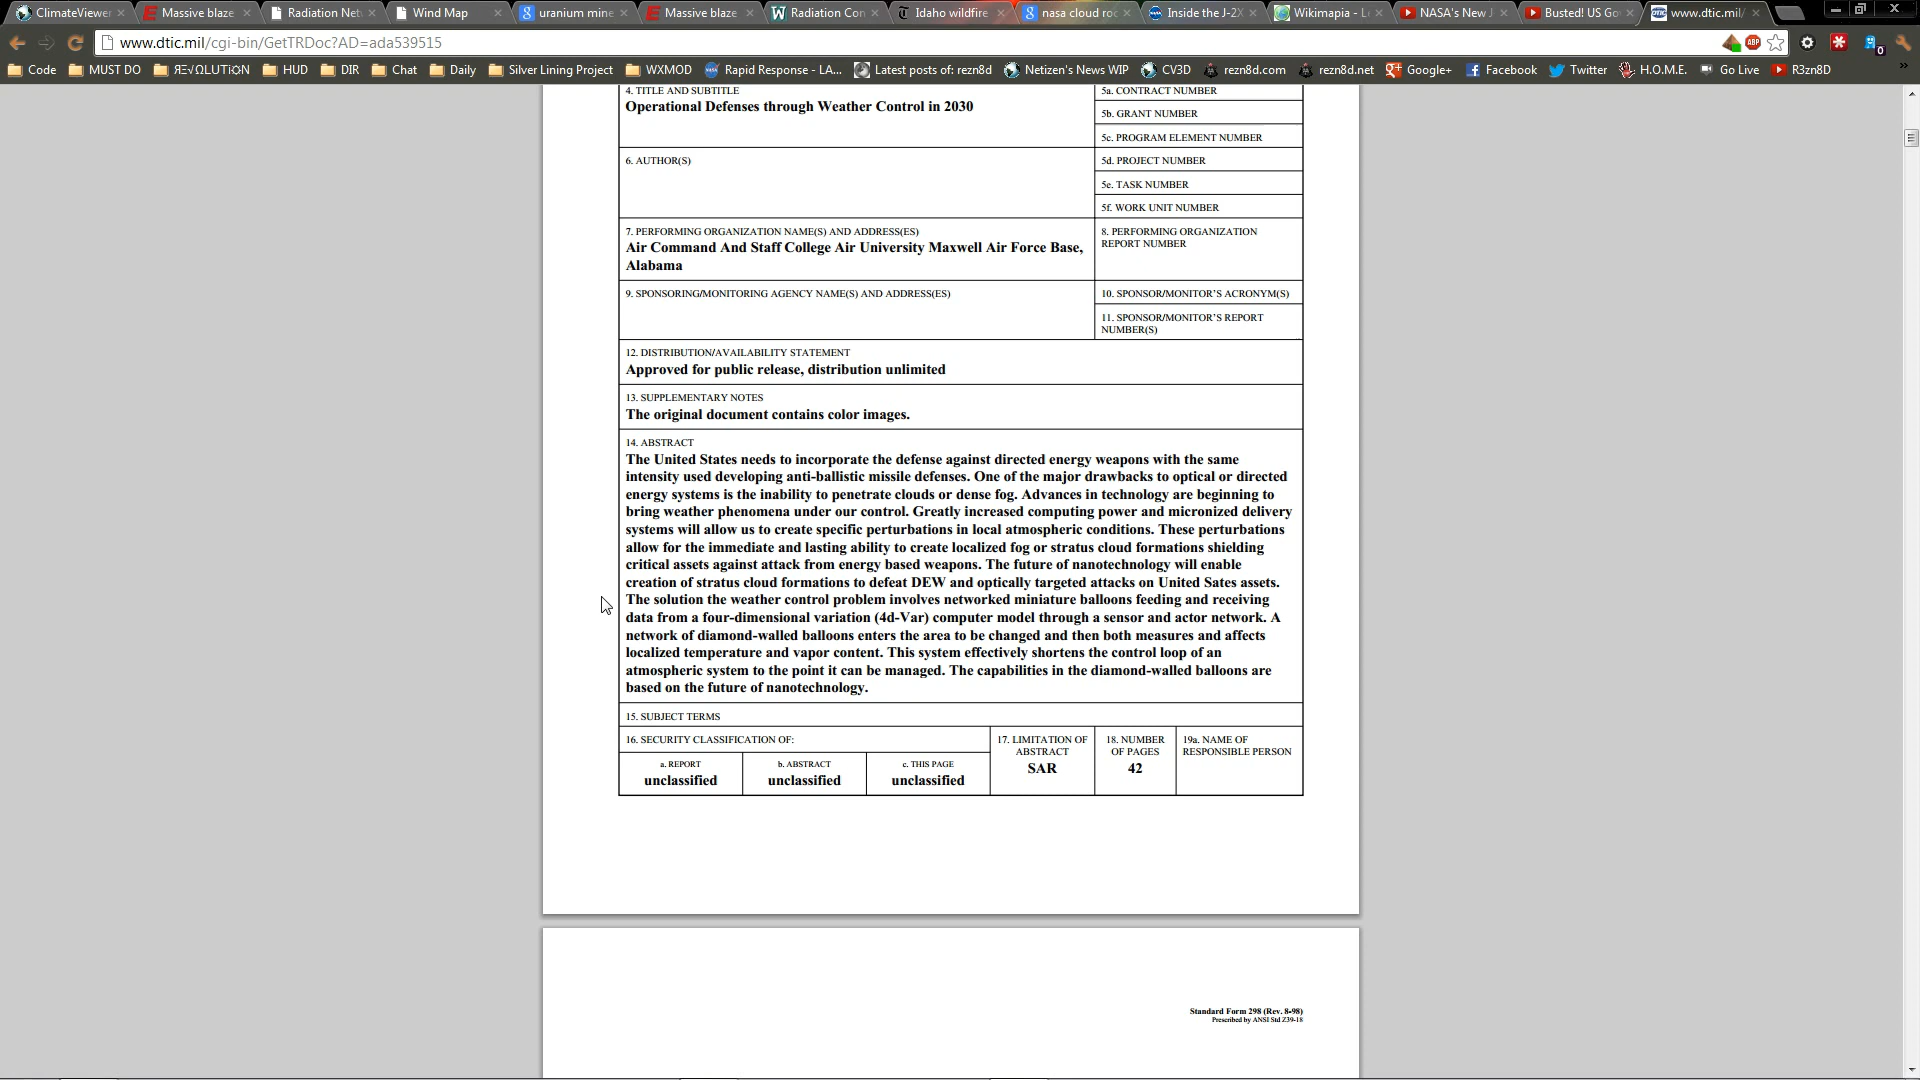 ClimateViewer
Massive blaze
Radiation Net
Wind Map
uranium mine
Massive blaze
Radiation Con
Idaho wildfire
nasa cloud roc
Inside the J-2X
Wikimapia - L
NASA's New J
Busted! US Go
www.dtic.mil/
www.dtic.mil/cgi-bin/GetTRDoc?AD=ada539515
ABP
0
Code
MUST DO
ЯΞ√ΩLUTiΩN
HUD
DIR
Chat
Daily
Silver Lining Project
WXMOD
Rapid Response - LA...
Latest posts of: rezn8d
Netizen's News WIP
CV3D
rezn8d.com
rezn8d.net
Google+
Facebook
Twitter
H.O.M.E.
Go Live
R3zn8D
4. TITLE AND SUBTITLE
Operational Defenses through Weather Control in 2030
5a. CONTRACT NUMBER
5b. GRANT NUMBER
5c. PROGRAM ELEMENT NUMBER
6. AUTHOR(S)
5d. PROJECT NUMBER
5e. TASK NUMBER
5f. WORK UNIT NUMBER
7. PERFORMING ORGANIZATION NAME(S) AND ADDRESS(ES)
Air Command And Staff College Air University Maxwell Air Force Base,
Alabama
8. PERFORMING ORGANIZATION
REPORT NUMBER
9. SPONSORING/MONITORING AGENCY NAME(S) AND ADDRESS(ES)
10. SPONSOR/MONITOR'S ACRONYM(S)
11. SPONSOR/MONITOR'S REPORT
NUMBER(S)
12. DISTRIBUTION/AVAILABILITY STATEMENT
Approved for public release, distribution unlimited
13. SUPPLEMENTARY NOTES
The original document contains color images.
14. ABSTRACT
The United States needs to incorporate the defense against directed energy weapons with the same
intensity used developing anti-ballistic missile defenses. One of the major drawbacks to optical or directed
energy systems is the inability to penetrate clouds or dense fog. Advances in technology are beginning to
bring weather phenomena under our control. Greatly increased computing power and micronized delivery
systems will allow us to create specific perturbations in local atmospheric conditions. These perturbations
allow for the immediate and lasting ability to create localized fog or stratus cloud formations shielding
critical assets against attack from energy based weapons. The future of nanotechnology will enable
creation of stratus cloud formations to defeat DEW and optically targeted attacks on United Sates assets.
The solution the weather control problem involves networked miniature balloons feeding and receiving
data from a four-dimensional variation (4d-Var) computer model through a sensor and actor network. A
network of diamond-walled balloons enters the area to be changed and then both measures and affects
localized temperature and vapor content. This system effectively shortens the control loop of an
atmospheric system to the point it can be managed. The capabilities in the diamond-walled balloons are
based on the future of nanotechnology.
15. SUBJECT TERMS
16. SECURITY CLASSIFICATION OF:
a. REPORT
unclassified
b. ABSTRACT
unclassified
c. THIS PAGE
unclassified
17. LIMITATION OF
ABSTRACT
SAR
18. NUMBER
OF PAGES
42
19a. NAME OF
RESPONSIBLE PERSON
Standard Form 298 (Rev. 8-98)
Prescribed by ANSI Std Z39-18